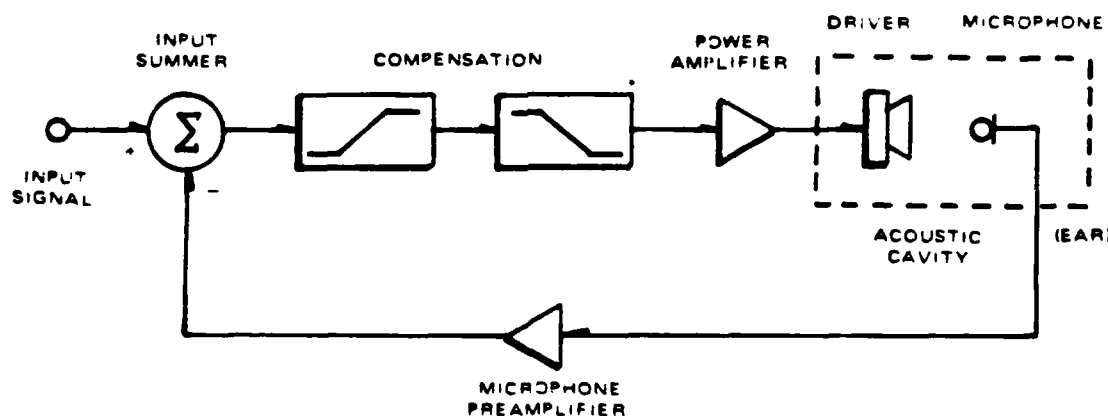 INPUT
SUMMER
COMPENSATION
POWER
AMPLIFIER
DRIVER
MICROPHONE
Σ
+
-
INPUT
SIGNAL
ACOUSTIC
CAVITY
(EAR)
MICROPHONE
PREAMPLIFIER